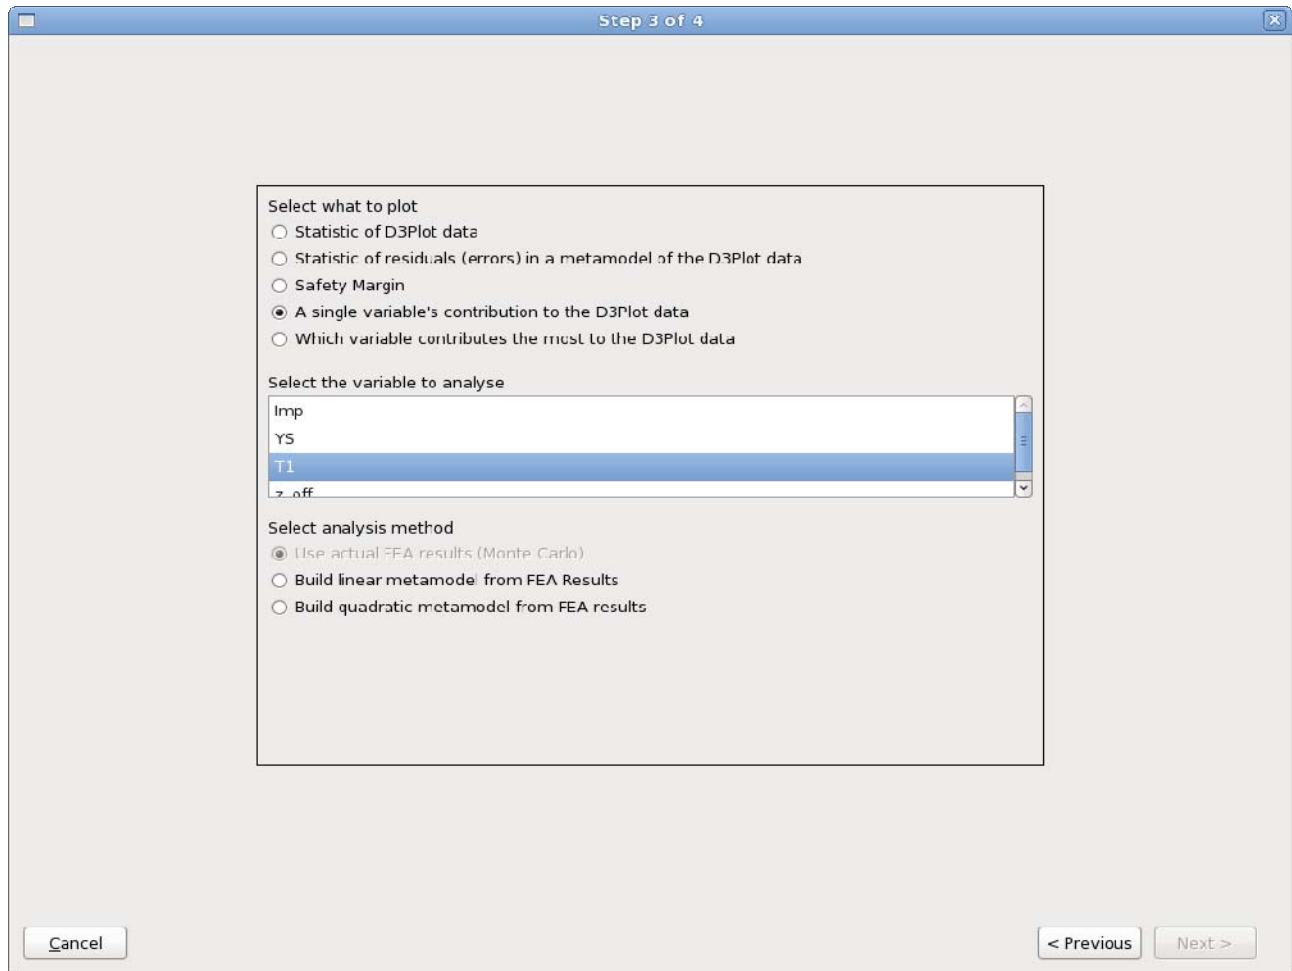 Step 3 of 4
Select what to plot
Statistic of D3Plot data
Statistic of residuals (errors) in a metamodel of the D3Plot data
Safety Margin
A single variable's contribution to the D3Plot data
Which variable contributes the most to the D3Plot data
Select the variable to analyse
Imp
YS
T1
z_off
Select analysis method
Use actual FEA results (Monte Carlo)
Build linear metamodel from FEA Results
Build quadratic metamodel from FEA results
Cancel
< Previous
Next >